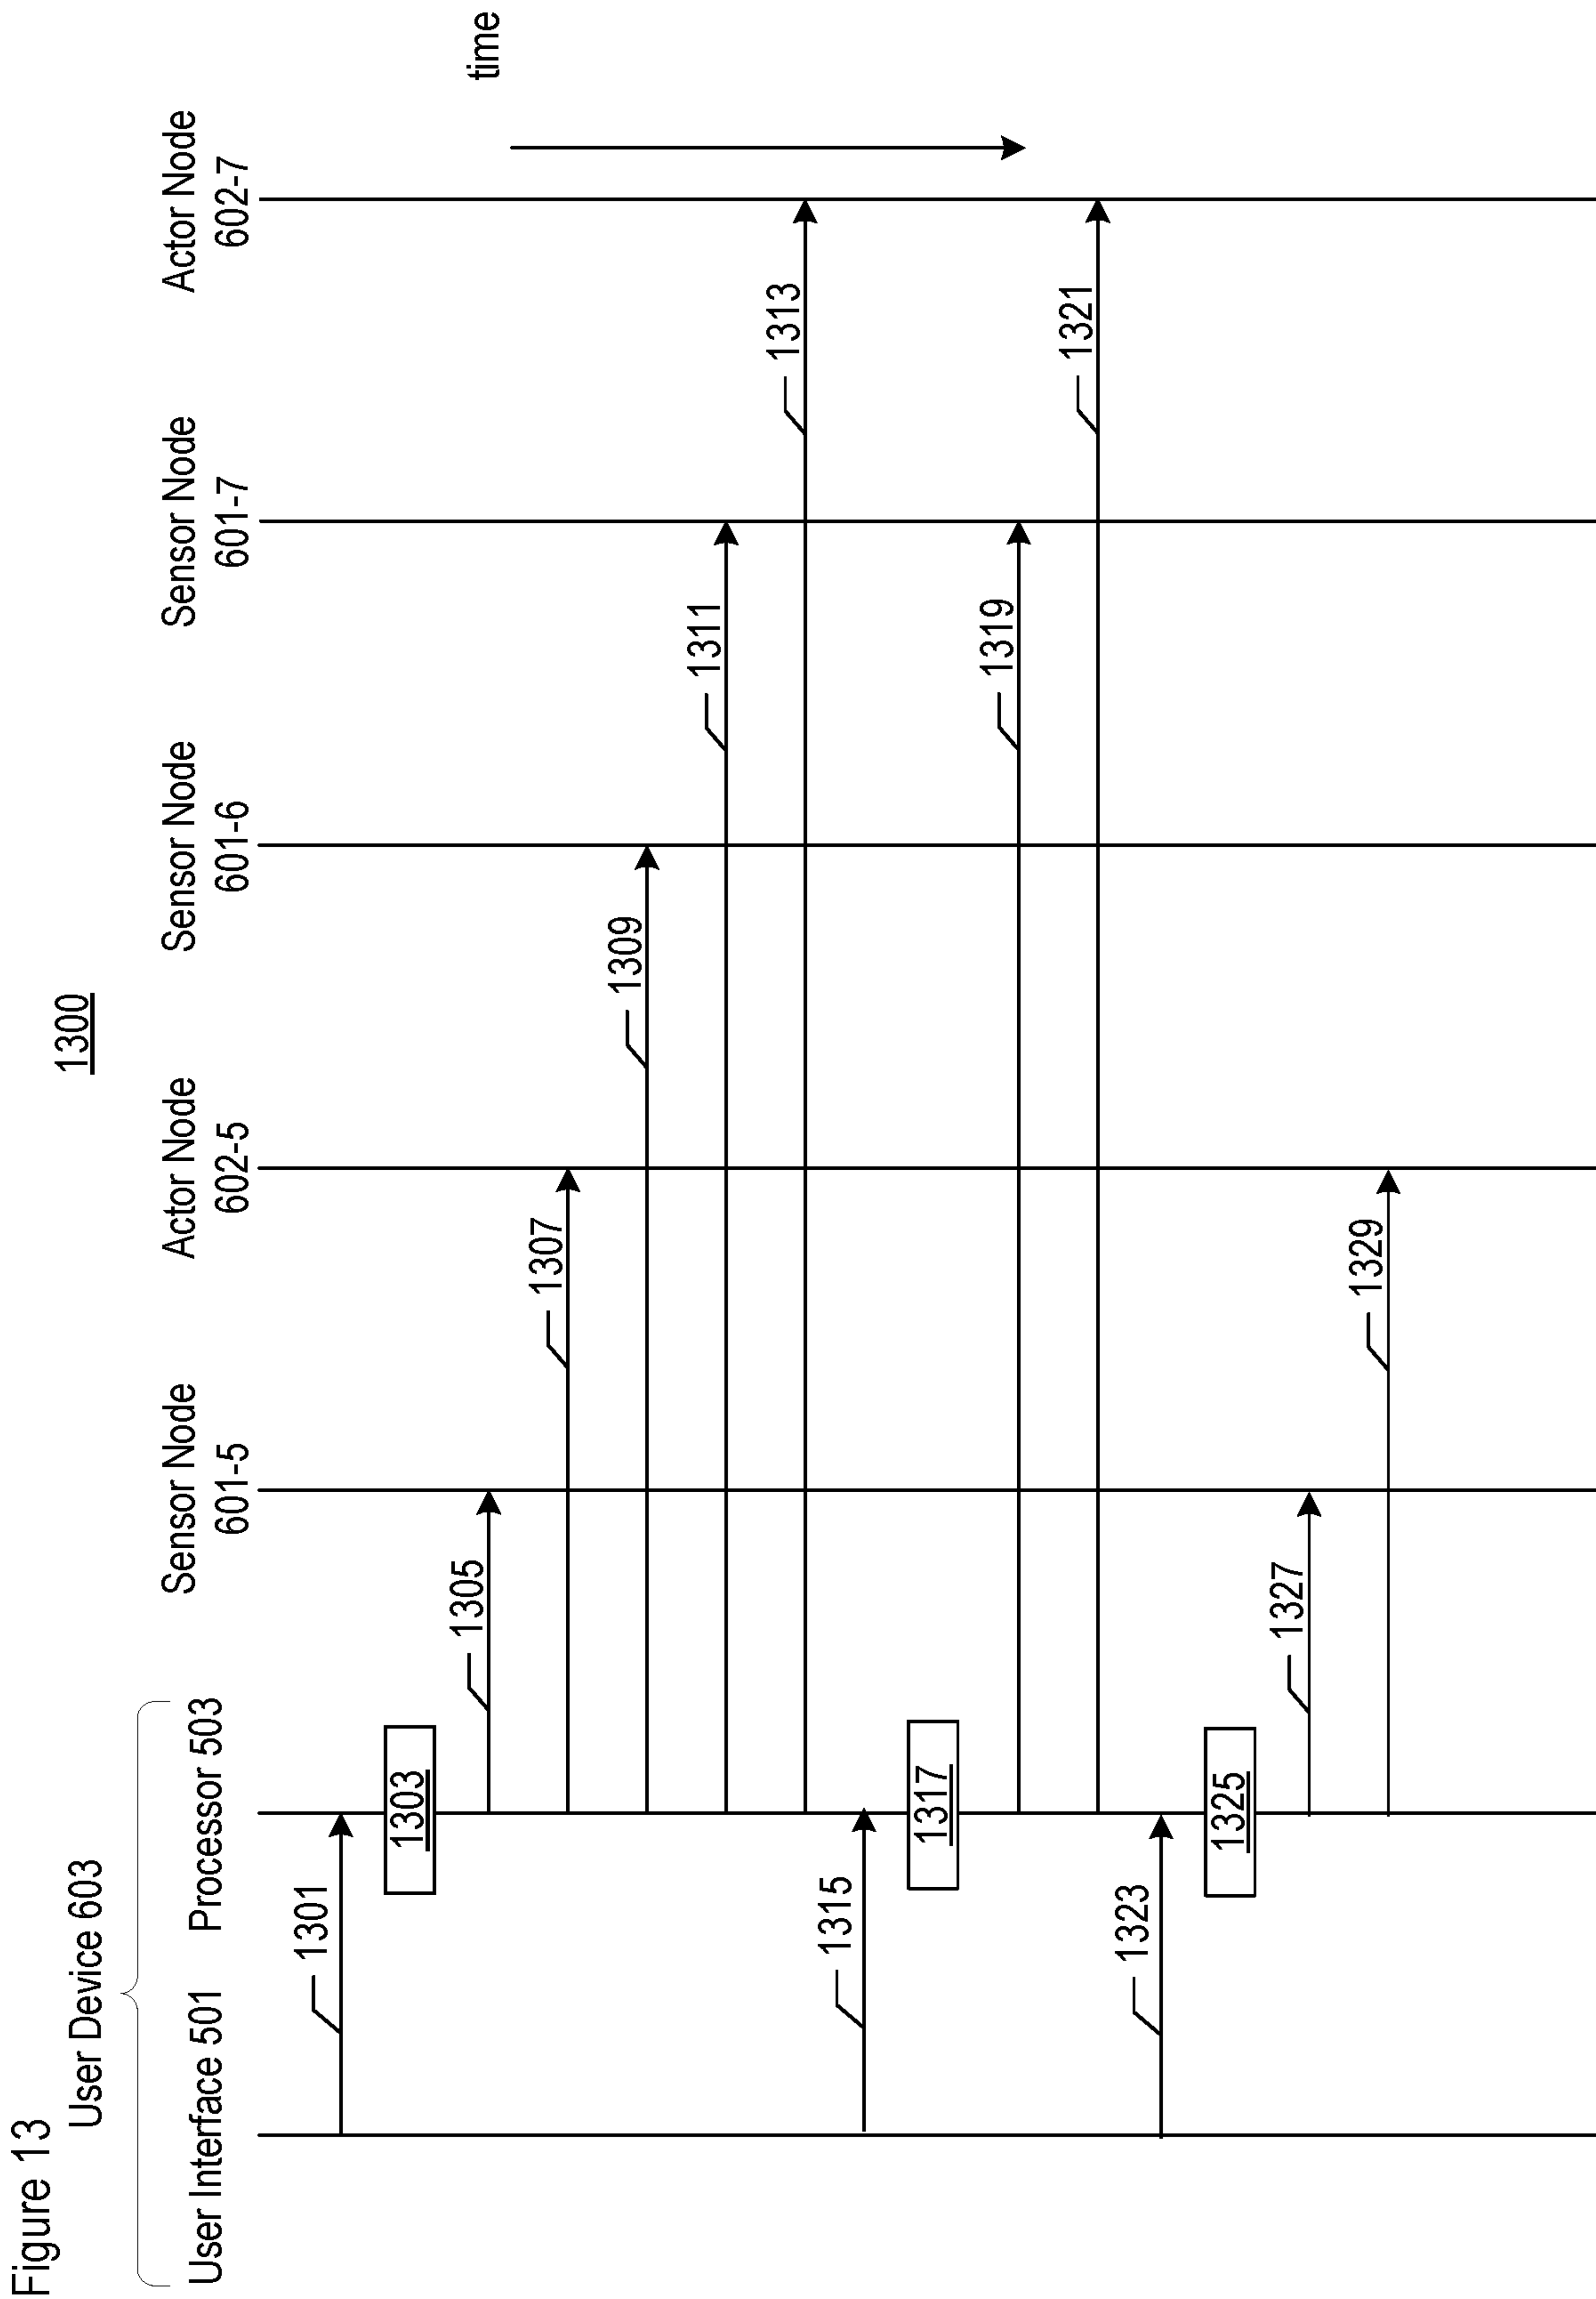 Figure 13
1300
User Device 603
User Interface 501
Processor 503
Sensor Node
601-5
Actor Node
602-5
Sensor Node
601-6
Sensor Node
601-7
Actor Node
602-7
time
1301
1303
1305
1307
1309
1311
1313
1315
1317
1319
1321
1323
1325
1327
1329